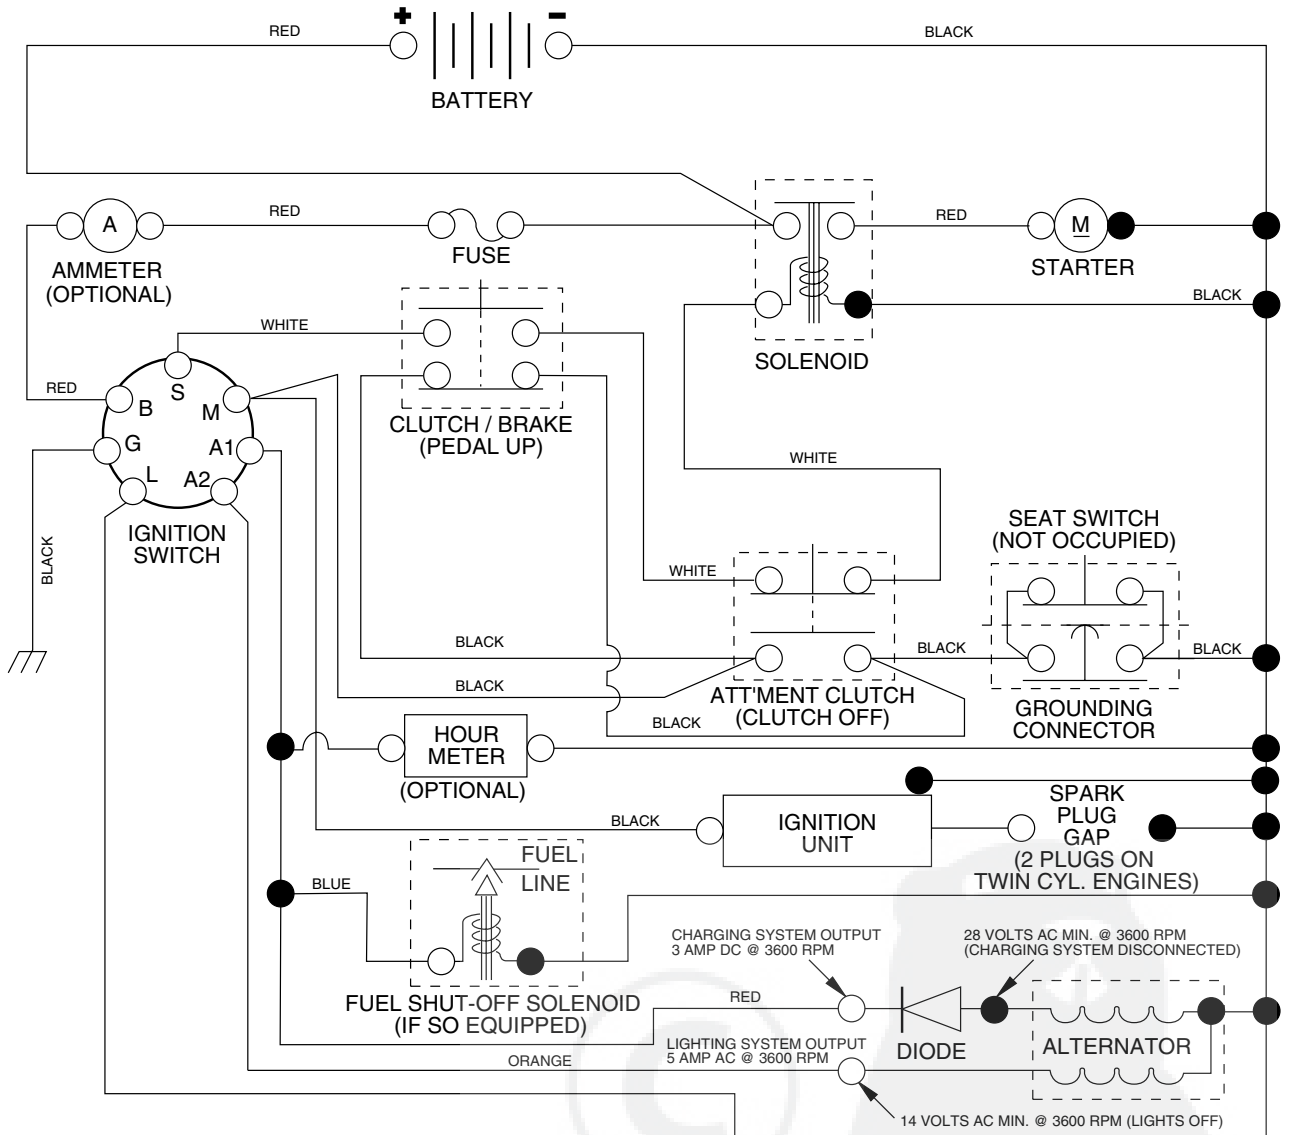 + –
RED
BLACK
BATTERY
RED
RED
A
M
FUSE
AMMETER
(OPTIONAL)
STARTER
BLACK
WHITE
SOLENOID
RED
S
B
M
CLUTCH / BRAKE
(PEDAL UP)
G
A1
WHITE
L
A2
SEAT SWITCH
(NOT OCCUPIED)
IGNITION
SWITCH
BLACK
WHITE
BLACK
BLACK
BLACK
BLACK
ATT'MENT CLUTCH
(CLUTCH OFF)
BLACK
GROUNDING
CONNECTOR
HOUR
METER
(OPTIONAL)
SPARK
PLUG
GAP
(2 PLUGS ON
TWIN CYL. ENGINES)
BLACK
IGNITION
UNIT
FUEL
LINE
BLUE
CHARGING SYSTEM OUTPUT
3 AMP DC @ 3600 RPM
28 VOLTS AC MIN. @ 3600 RPM
(CHARGING SYSTEM DISCONNECTED)
FUEL SHUT-OFF SOLENOID
(IF SO EQUIPPED)
RED
DIODE
ALTERNATOR
LIGHTING SYSTEM OUTPUT
5 AMP AC @ 3600 RPM
ORANGE
14 VOLTS AC MIN. @ 3600 RPM (LIGHTS OFF)